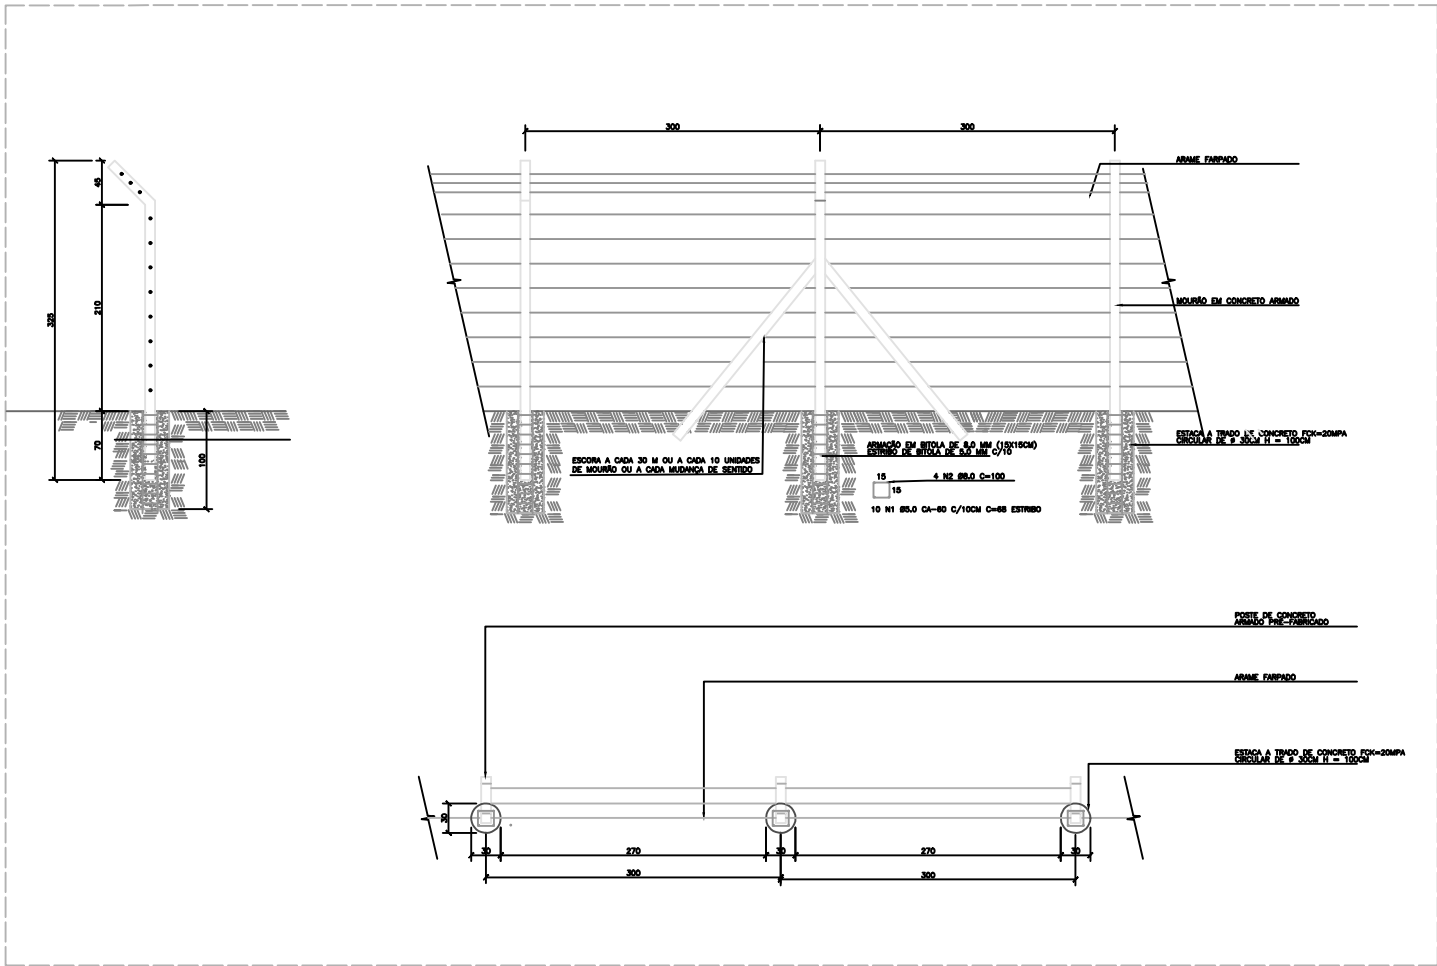 300
300
ARAME FARPADO
45
325
210
MOURÃO EM CONCRETO ARMADO
70
100
ESTACA A TRADO DE CONCRETO FCK=20MPA
CIRCULAR DE ø 30CM H = 100CM
ARMAÇÃO EM BITOLA DE 8,0 MM (15X15CM)
ESTRIBO DE BITOLA DE 5,0 MM C/10
ESCORA A CADA 30 M OU A CADA 10 UNIDADES
DE MOURÃO OU A CADA MUDANÇA DE SENTIDO
15
4 N2 Ø8.0 C=100
15
10 N1 Ø5.0 CA-60 C/10CM C=68 ESTRIBO
POSTE DE CONCRETO
ARMADO PRÉ-FABRICADO
ARAME FARPADO
ESTACA A TRADO DE CONCRETO FCK=20MPA
CIRCULAR DE ø 30CM H = 100CM
30
30
270
30
270
30
300
300